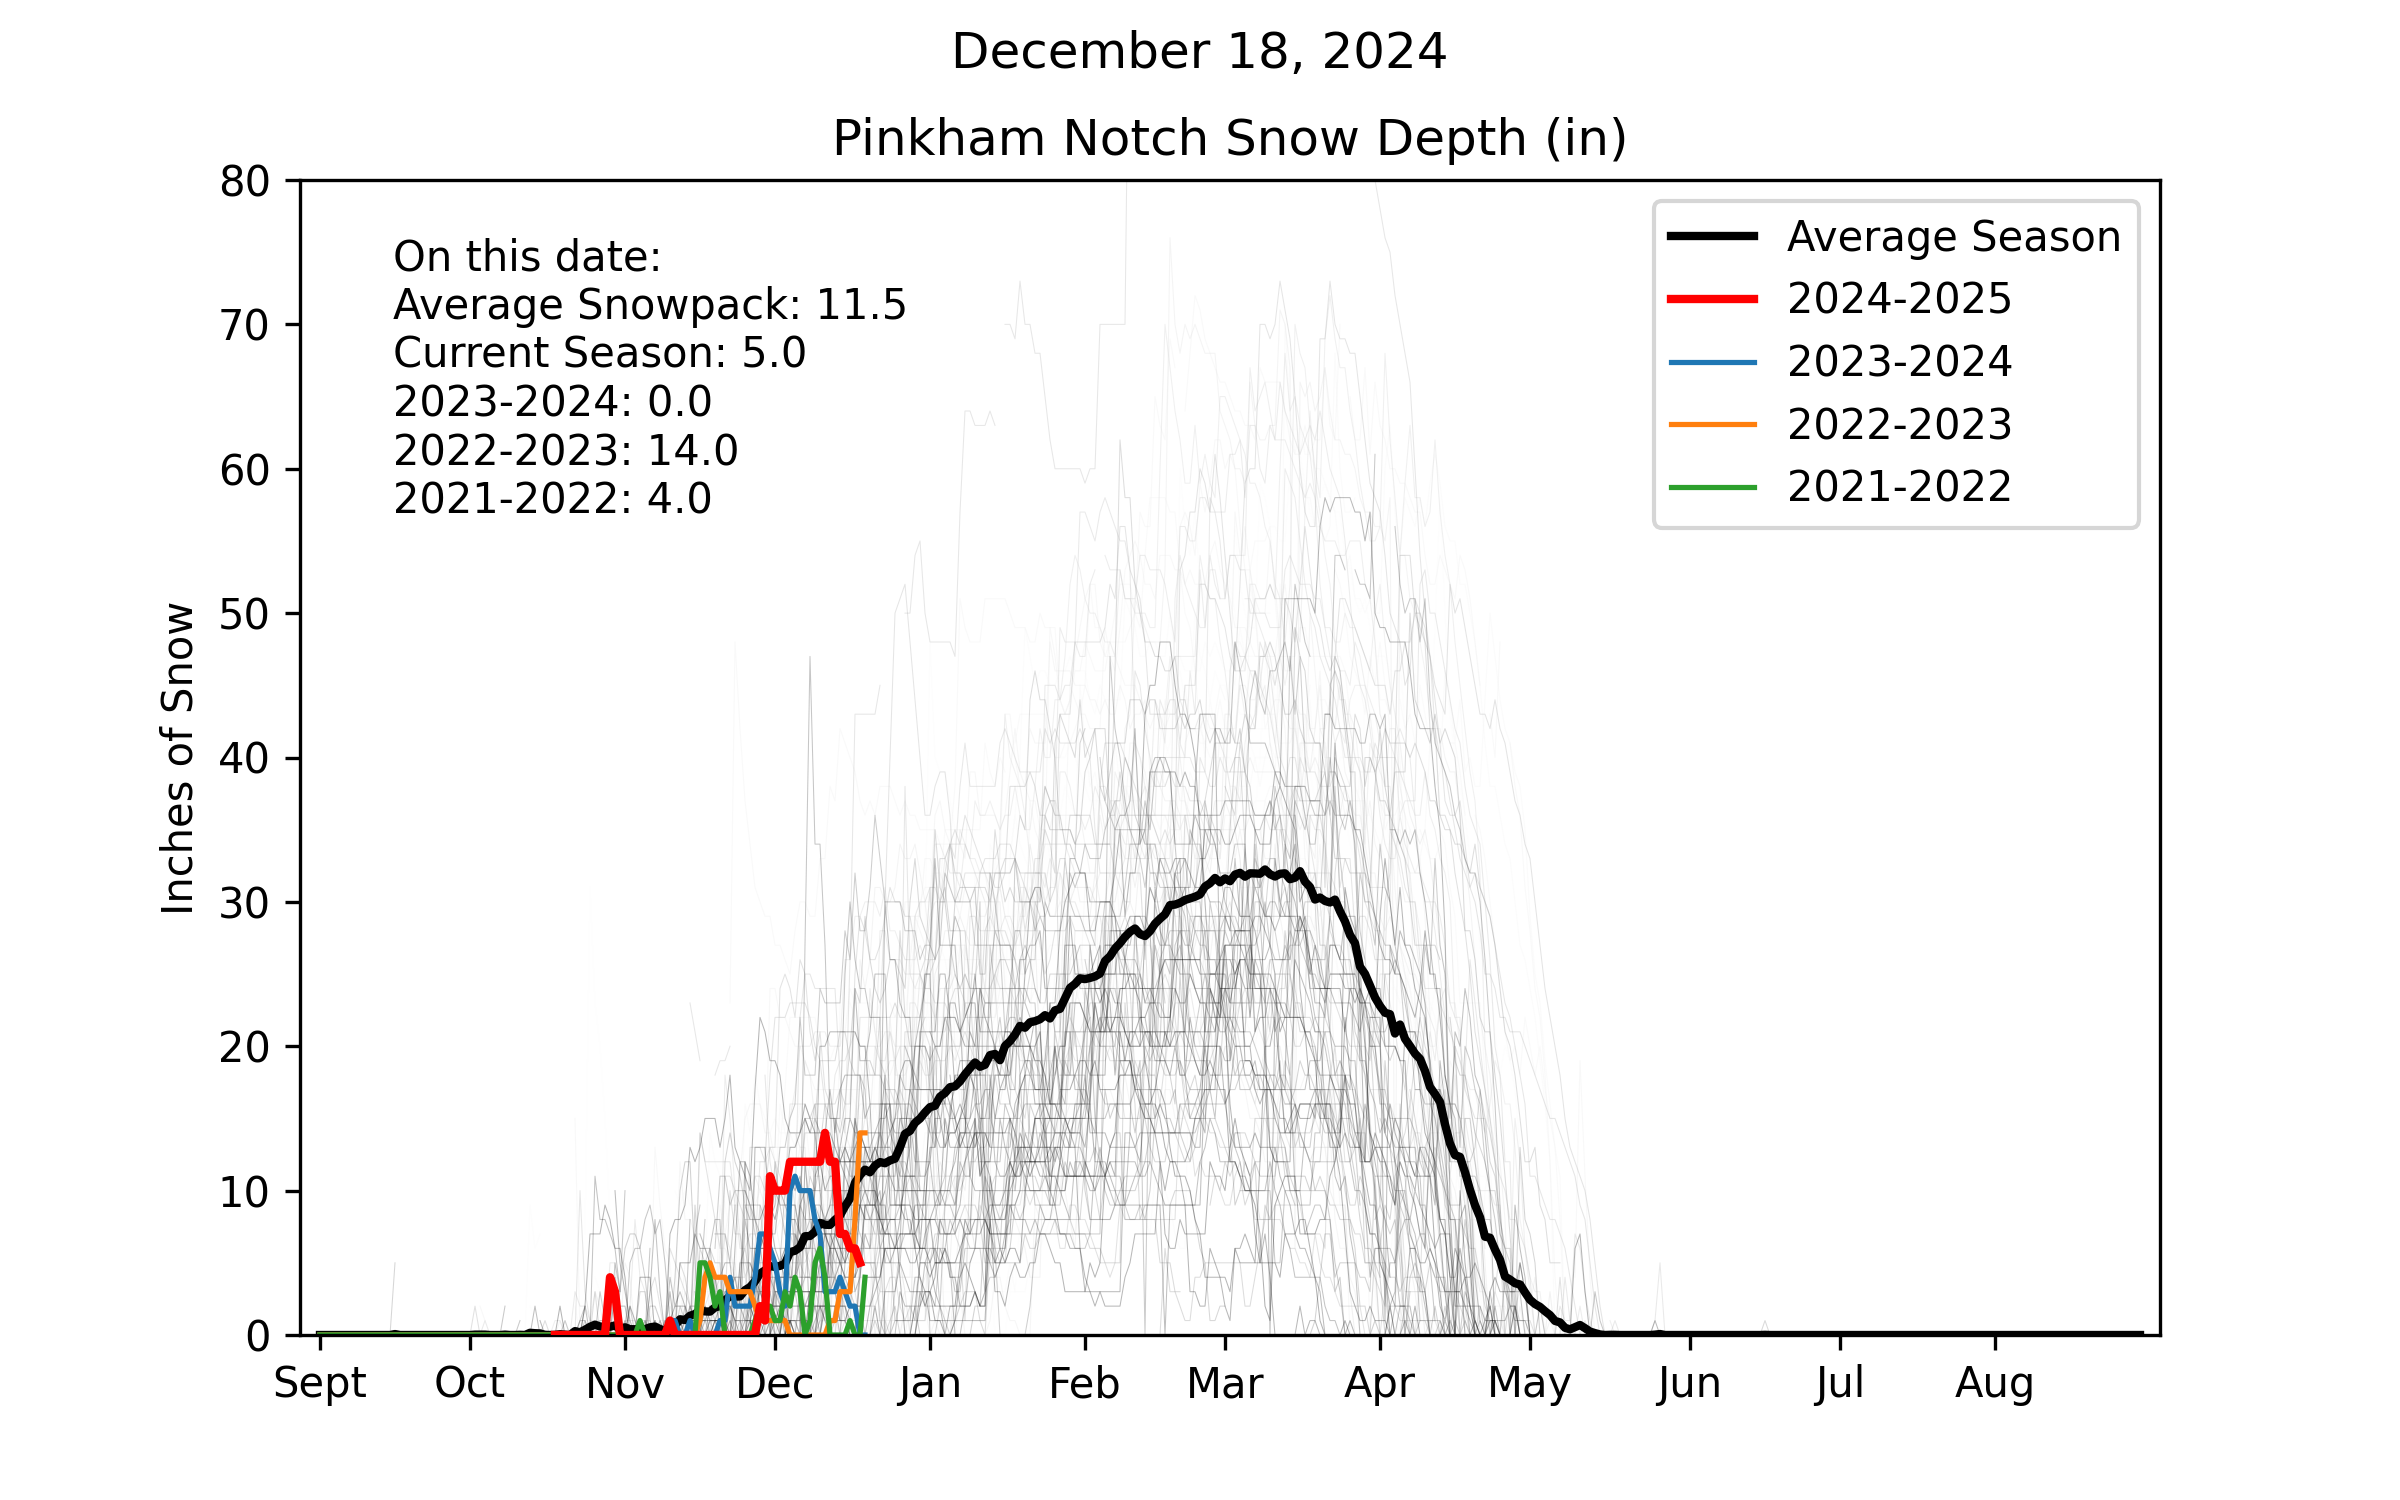 December 18, 2024
Pinkham Notch Snow Depth (in)
80
70
60
50
40
30
20
10
0
Inches of Snow
On this date:
Average Snowpack: 11.5
Current Season: 5.0
2023-2024: 0.0
2022-2023: 14.0
2021-2022: 4.0
Average Season
2024-2025
2023-2024
2022-2023
2021-2022
Sept Oct Nov Dec Jan Feb Mar Apr May Jun Jul Aug